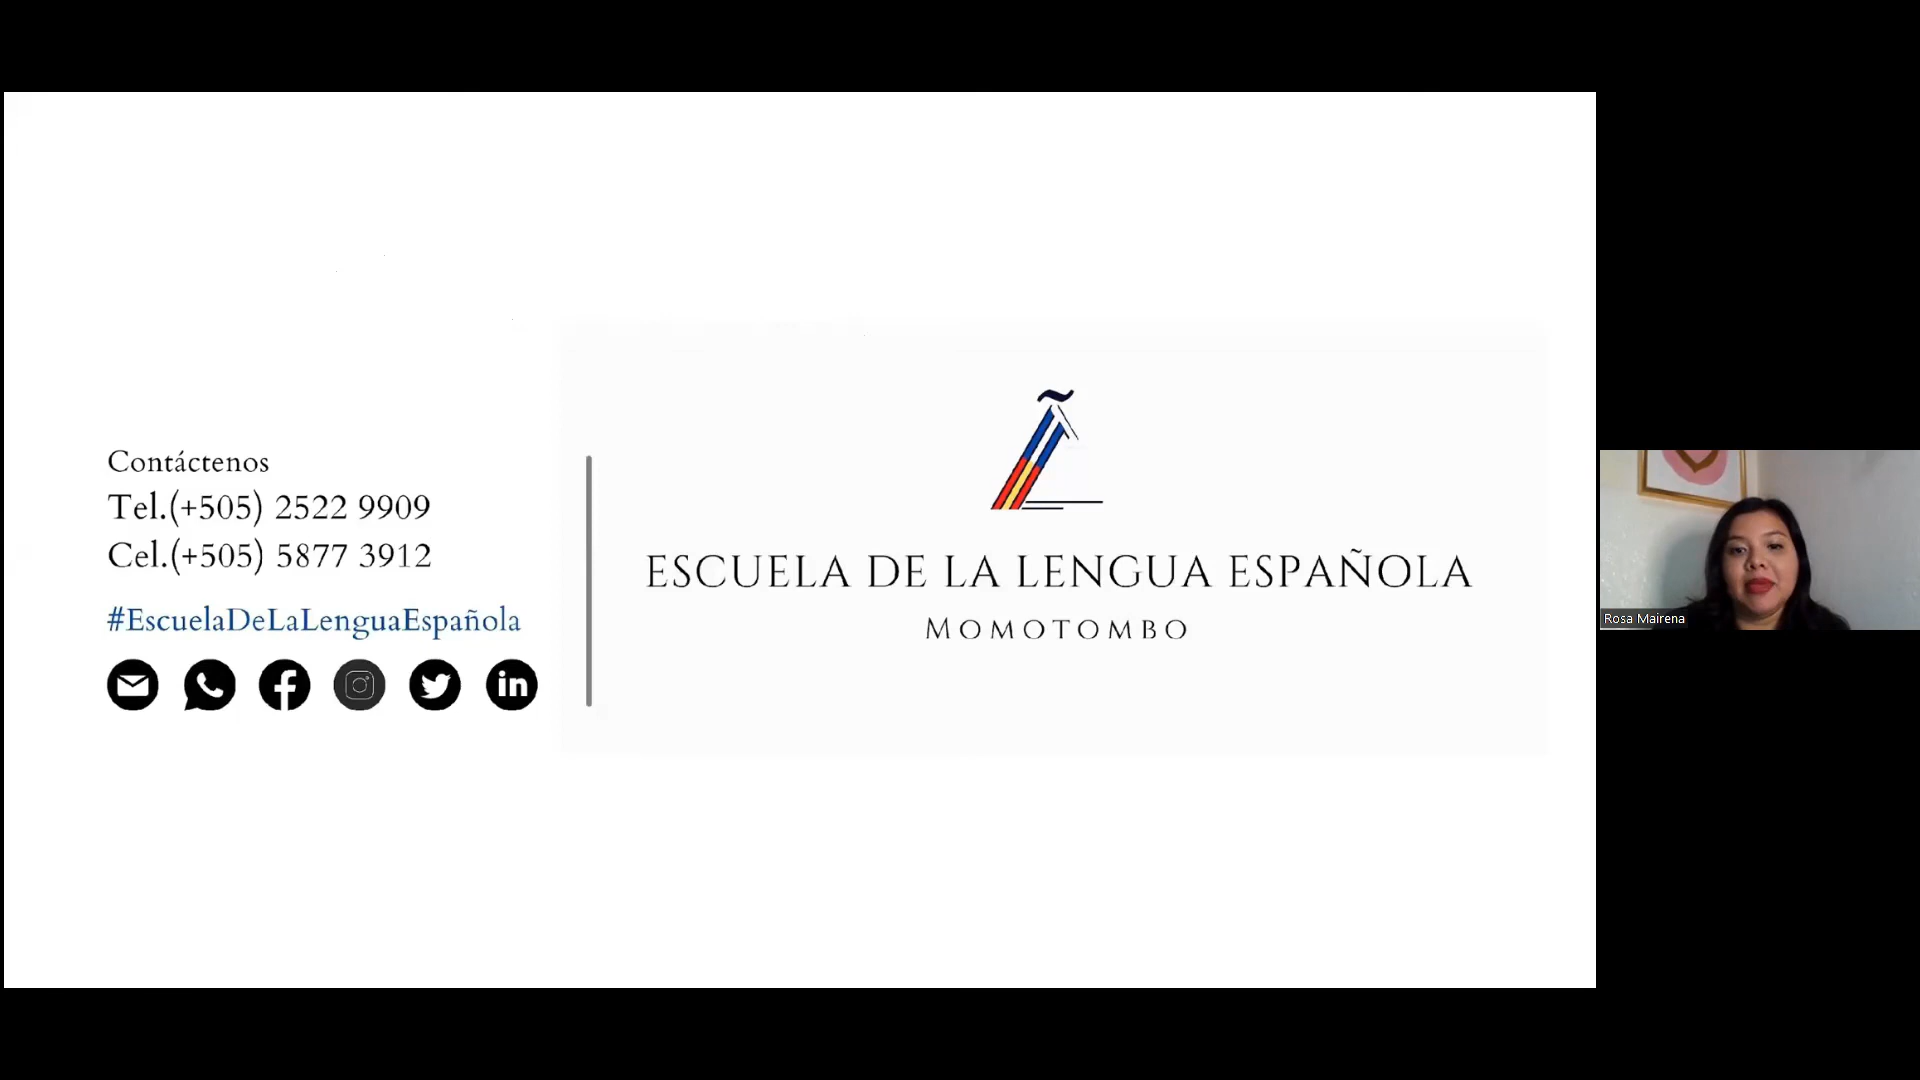 Contáctenos
Tel.(+505) 2522 9909
Cel.(+505) 5877 3912
#EscuelaDeLaLenguaEspañola
ESCUELA DE LA LENGUA ESPAÑOLA
MOMOTOMBO
Rosa Mairena